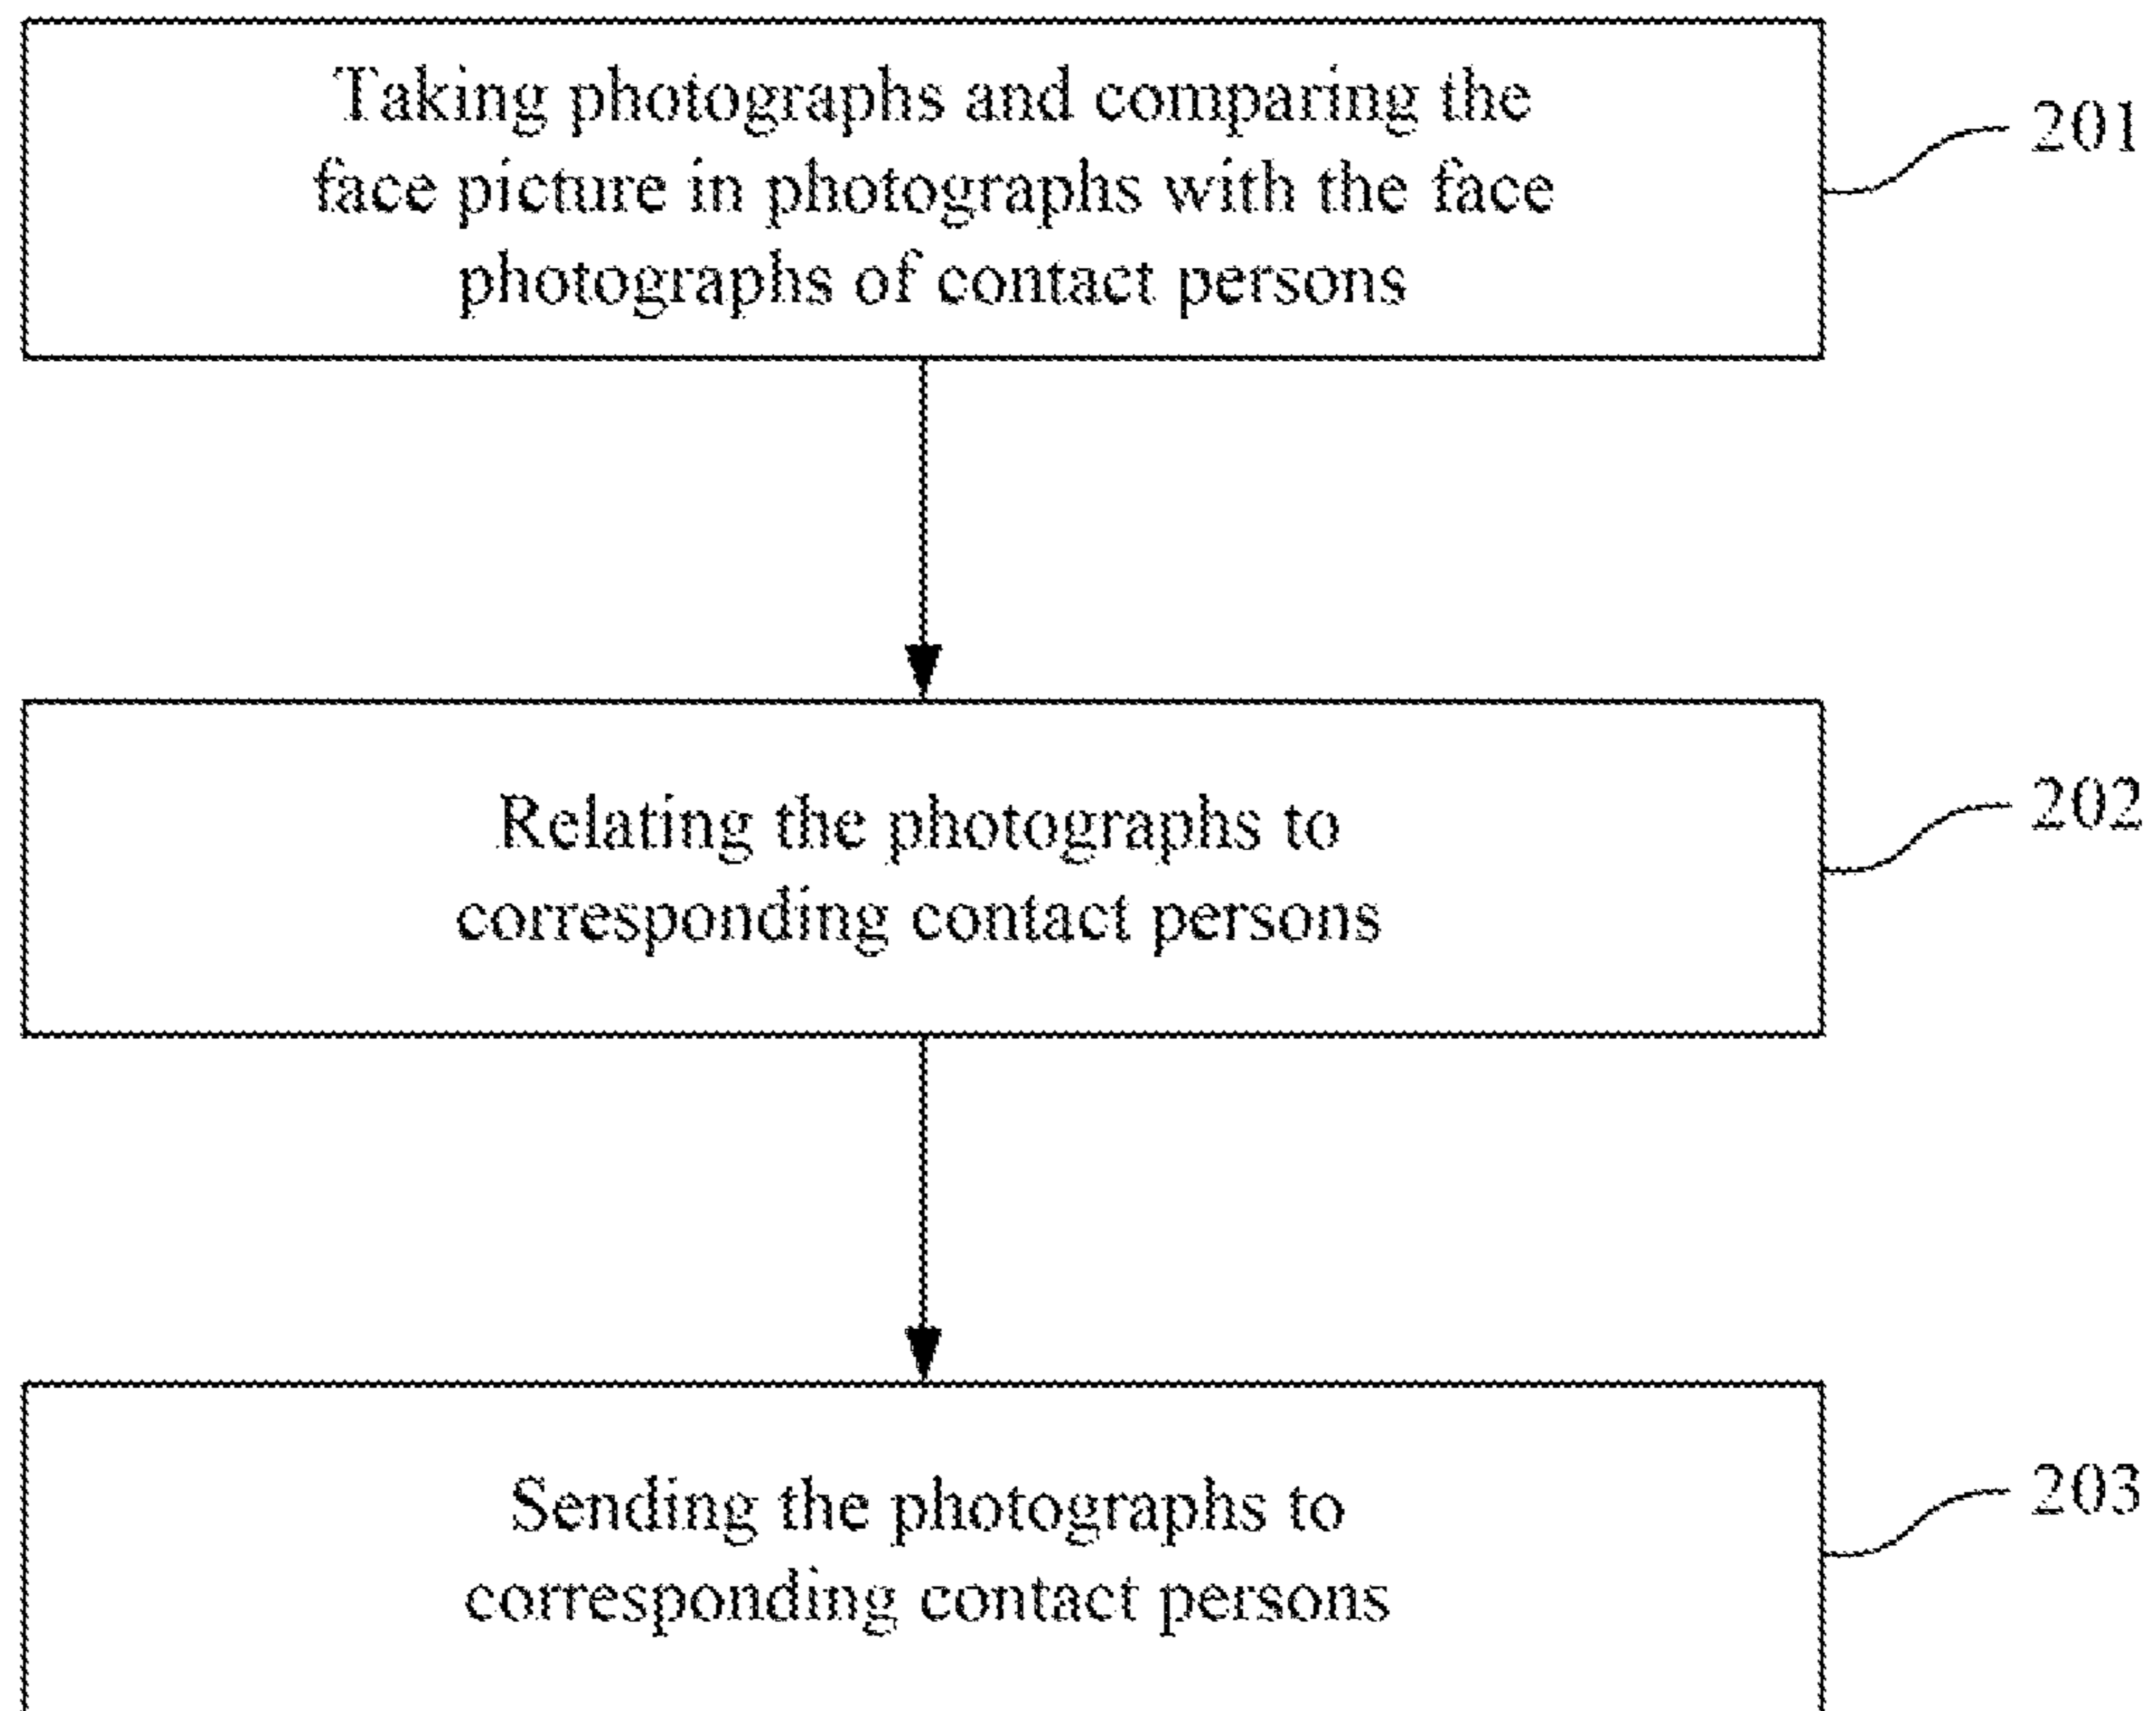 Taking photographs and comparing the
face picture in photographs with the face
photographs of contact persons
201
Relating the photographs to
corresponding contact persons
202
Sending the photographs to
corresponding contact persons
203